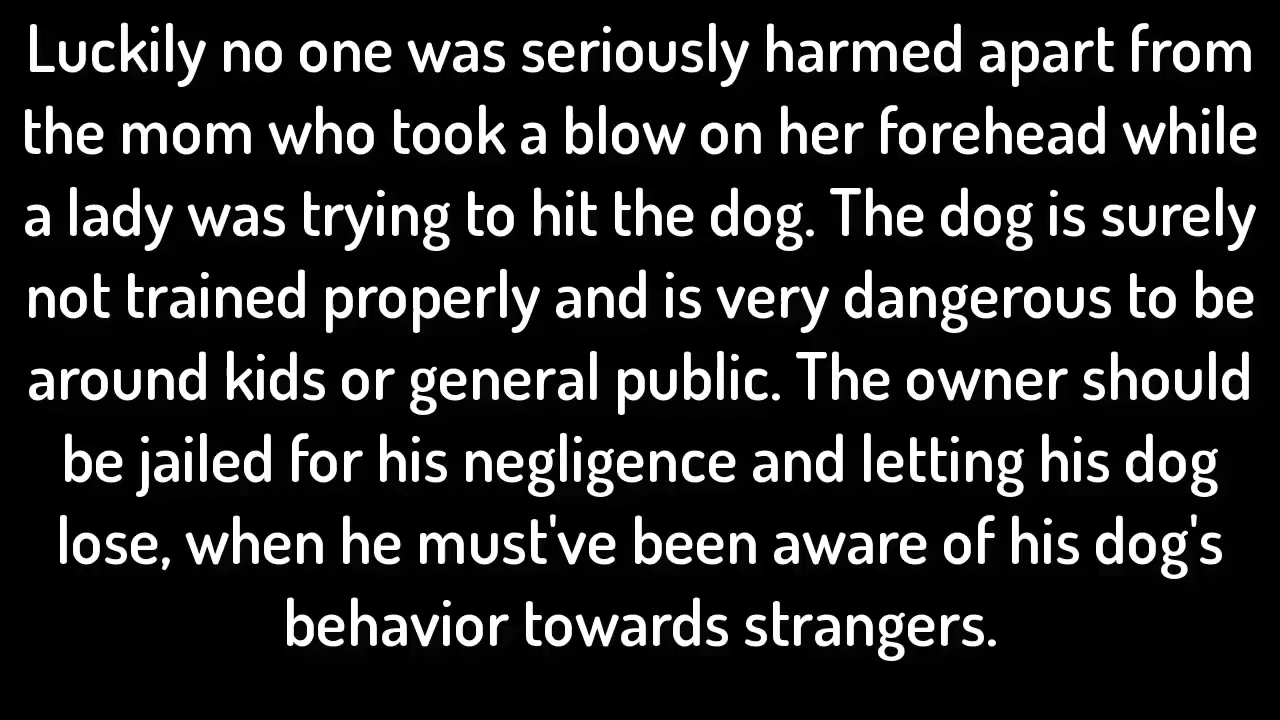 Luckily no one was seriously harmed apart from
the mom who took a blow on her forehead while
a lady was trying to hit the dog. The dog is surely
not trained properly and is very dangerous to be
around kids or general public. The owner should
be jailed for his negligence and letting his dog
lose, when he must've been aware of his dog's
behavior towards strangers.